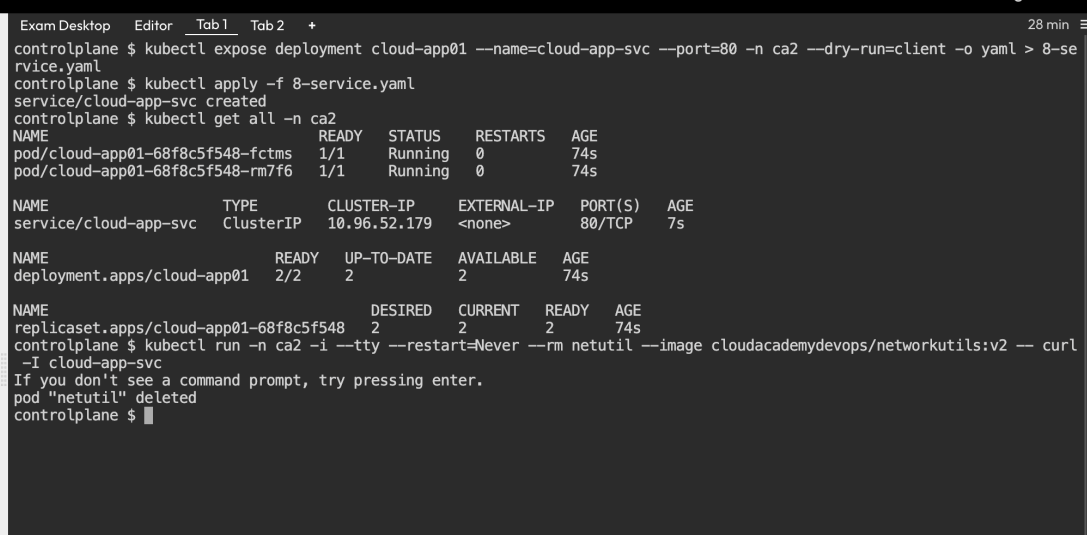 Exam Desktop Editor Tab 1 Tab 2 + 28 min
controlplane $ kubectl expose deployment cloud-app01 --name=cloud-app-svc --port=80 -n ca2 --dry-run=client -o yaml > 8-se
rvice.yaml
controlplane $ kubectl apply -f 8-service.yaml
service/cloud-app-svc created
controlplane $ kubectl get all -n ca2
NAME READY STATUS RESTARTS AGE
pod/cloud-app01-68f8c5f548-fctms 1/1 Running 0 74s
pod/cloud-app01-68f8c5f548-rm7f6 1/1 Running 0 74s
NAME TYPE CLUSTER-IP EXTERNAL-IP PORT(S) AGE
service/cloud-app-svc ClusterIP 10.96.52.179 <none> 80/TCP 7s
NAME READY UP-TO-DATE AVAILABLE AGE
deployment.apps/cloud-app01 2/2 2 2 74s
NAME DESIRED CURRENT READY AGE
replicaset.apps/cloud-app01-68f8c5f548 2 2 2 74s
controlplane $ kubectl run -n ca2 -i --tty --restart=Never --rm netutil --image cloudacademydevops/networkutils:v2 -- curl
-I cloud-app-svc
If you don't see a command prompt, try pressing enter.
pod "netutil" deleted
controlplane $